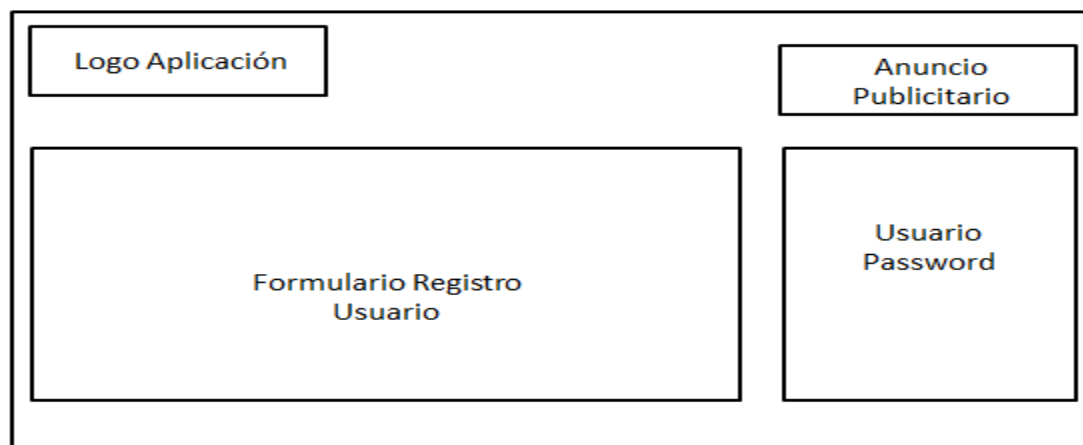 Logo Aplicación
Anuncio
Publicitario
Formulario Registro
Usuario
Usuario
Password